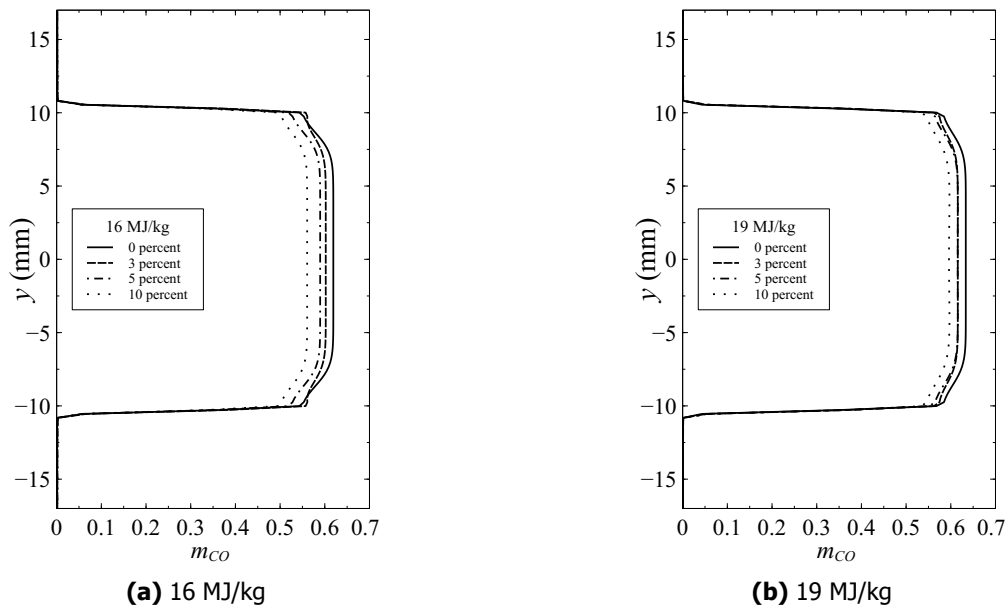 15
10
5
0
−5
−10
−15
y (mm)
16 MJ/kg
0 percent
3 percent
5 percent
10 percent
0 0.1 0.2 0.3 0.4 0.5 0.6 0.7
mCO
(a) 16 MJ/kg
15
10
5
0
−5
−10
−15
y (mm)
19 MJ/kg
0 percent
3 percent
5 percent
10 percent
0 0.1 0.2 0.3 0.4 0.5 0.6 0.7
mCO
(b) 19 MJ/kg